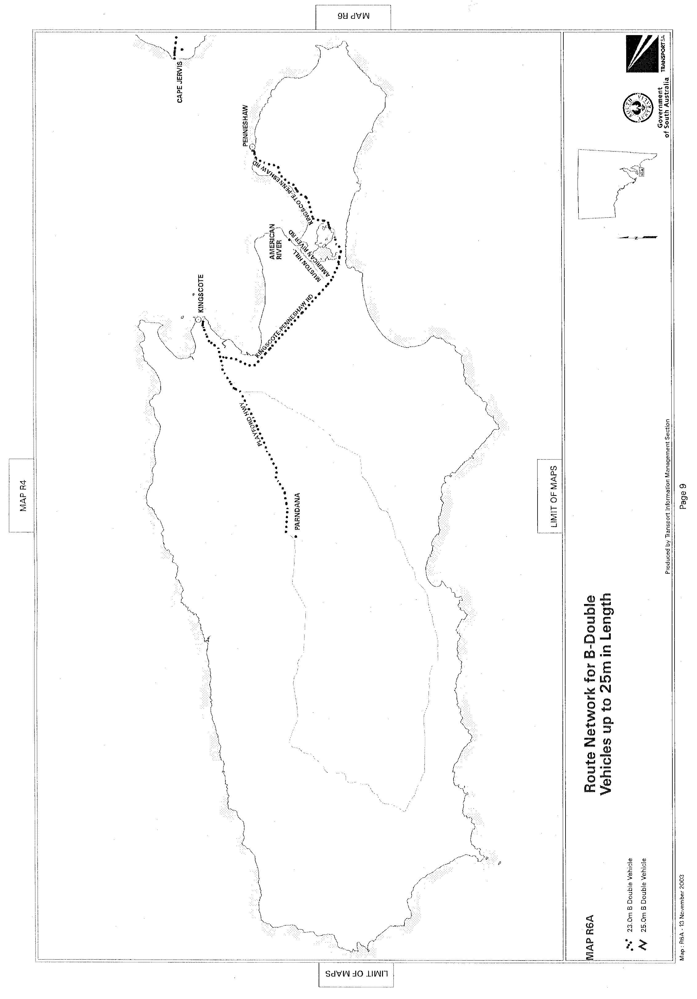 MAP R4
MAP R6
LIMIT OF MAPS
LIMIT OF MAPS
CAPE JERVIS
PENNESHAW
KINGSCOTE
AMERICAN
RIVER
KINGSCOTE-PENNESHAW RD
MUSTON HILL-
AMERICAN RIVER RD
KINGSCOTE-PENNESHAW RD
PLAYFORD HWY
PARNDANA
MAP R6A
Route Network for B-Double
Vehicles up to 25m in Length
23.0m B Double Vehicle
25.0m B Double Vehicle
N
R6A
SOUTH AUSTRALIA
Government
of South Australia
TRANSPORT SA
Produced by Transport Information Management Section
Map : R6A - 13 November 2003
Page 9